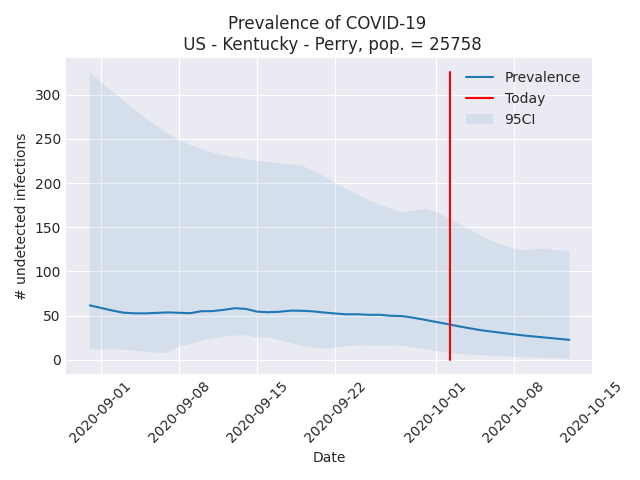 Prevalence of COVID-19
US - Kentucky - Perry, pop. = 25758
Prevalence
Today
95CI
300
250
200
150
100
50
0
# undetected infections
2020-09-01
2020-09-08
2020-09-15
2020-09-22
2020-10-01
2020-10-08
2020-10-15
Date